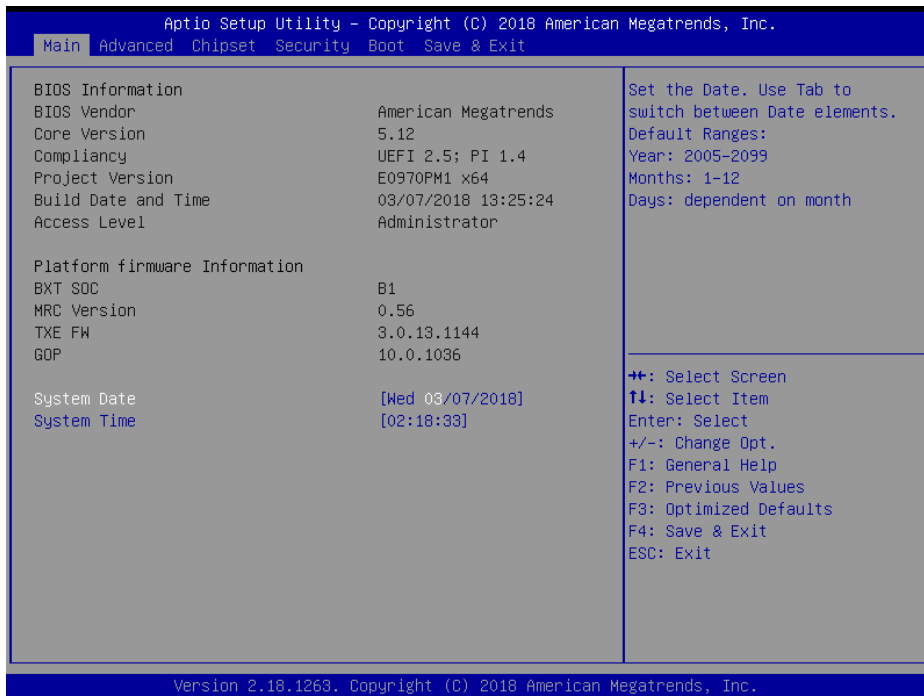 Aptio Setup Utility – Copyright (C) 2018 American Megatrends, Inc.
Main Advanced Chipset Security Boot Save & Exit
BIOS Information
BIOS Vendor American Megatrends
Core Version 5.12
Compliancy UEFI 2.5; PI 1.4
Project Version E0970PM1 x64
Build Date and Time 03/07/2018 13:25:24
Access Level Administrator
Platform firmware Information
BXT SOC B1
MRC Version 0.56
TXE FW 3.0.13.1144
GOP 10.0.1036
System Date [Wed 03/07/2018]
System Time [02:18:33]
Set the Date. Use Tab to
switch between Date elements.
Default Ranges:
Year: 2005-2099
Months: 1-12
Days: dependent on month
→←: Select Screen
↑↓: Select Item
Enter: Select
+/-: Change Opt.
F1: General Help
F2: Previous Values
F3: Optimized Defaults
F4: Save & Exit
ESC: Exit
Version 2.18.1263. Copyright (C) 2018 American Megatrends, Inc.